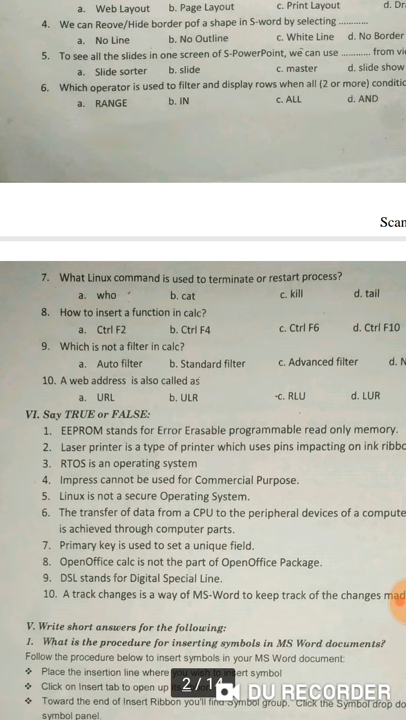 a. Web Layout b. Page Layout c. Print Layout d. Dr
4. We can Reove/Hide border pof a shape in S-word by selecting ............
a. No Line b. No Outline c. White Line d. No Border
5. To see all the slides in one screen of S-PowerPoint, we can use ............ from vie
a. Slide sorter b. slide c. master d. slide show
6. Which operator is used to filter and display rows when all (2 or more) conditio
a. RANGE b. IN c. ALL d. AND
Scan
7. What Linux command is used to terminate or restart process?
a. who b. cat c. kill d. tail
8. How to insert a function in calc?
a. Ctrl F2 b. Ctrl F4 c. Ctrl F6 d. Ctrl F10
9. Which is not a filter in calc?
a. Auto filter b. Standard filter c. Advanced filter d. N
10. A web address is also called as
a. URL b. ULR c. RLU d. LUR
VI. Say TRUE or FALSE:
1. EEPROM stands for Error Erasable programmable read only memory.
2. Laser printer is a type of printer which uses pins impacting on ink ribbo
3. RTOS is an operating system
4. Impress cannot be used for Commercial Purpose.
5. Linux is not a secure Operating System.
6. The transfer of data from a CPU to the peripheral devices of a compute
is achieved through computer parts.
7. Primary key is used to set a unique field.
8. OpenOffice calc is not the part of OpenOffice Package.
9. DSL stands for Digital Special Line.
10. A track changes is a way of MS-Word to keep track of the changes mad
V. Write short answers for the following:
1. What is the procedure for inserting symbols in MS Word documents?
Follow the procedure below to insert symbols in your MS Word document:
❖ Place the insertion line where you wish to insert symbol
❖ Click on Insert tab to open up
2 / 14
DU RECORDER
❖ Toward the end of Insert Ribbon you'll find Symbol group. Click the Symbol drop do
symbol panel.